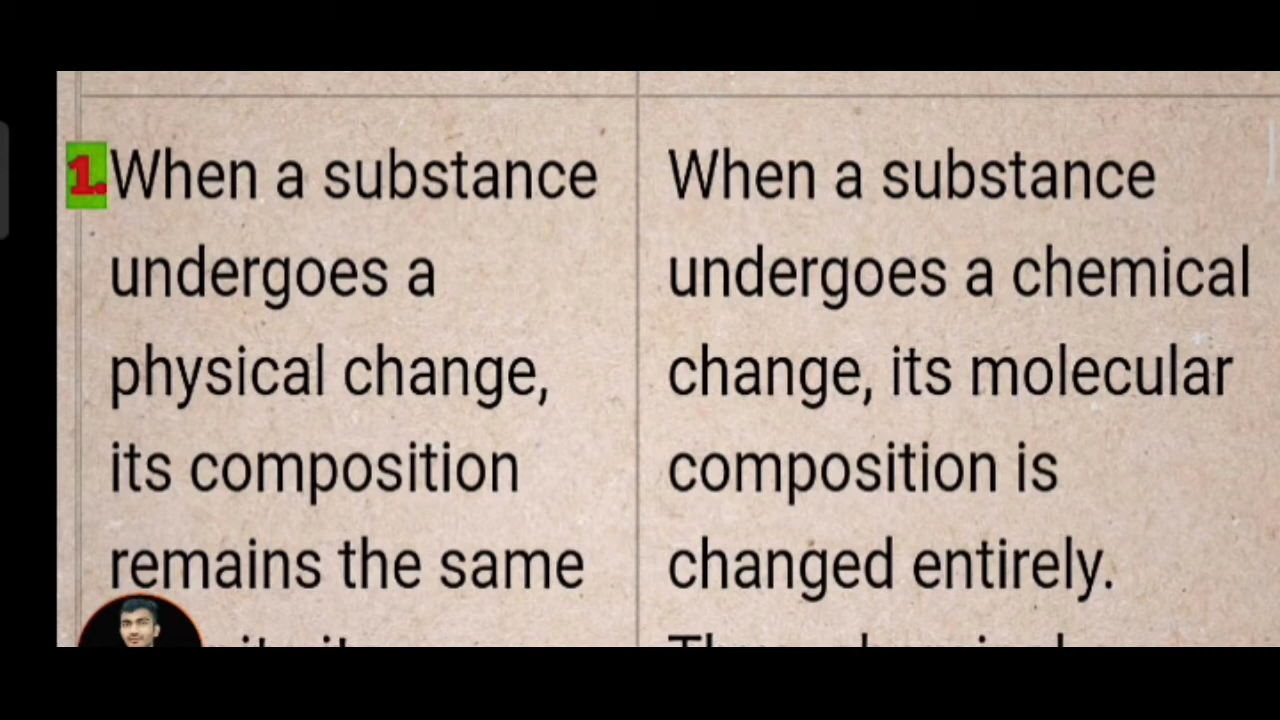 1. When a substance
undergoes a
physical change,
its composition
remains the same
When a substance
undergoes a chemical
change, its molecular
composition is
changed entirely.